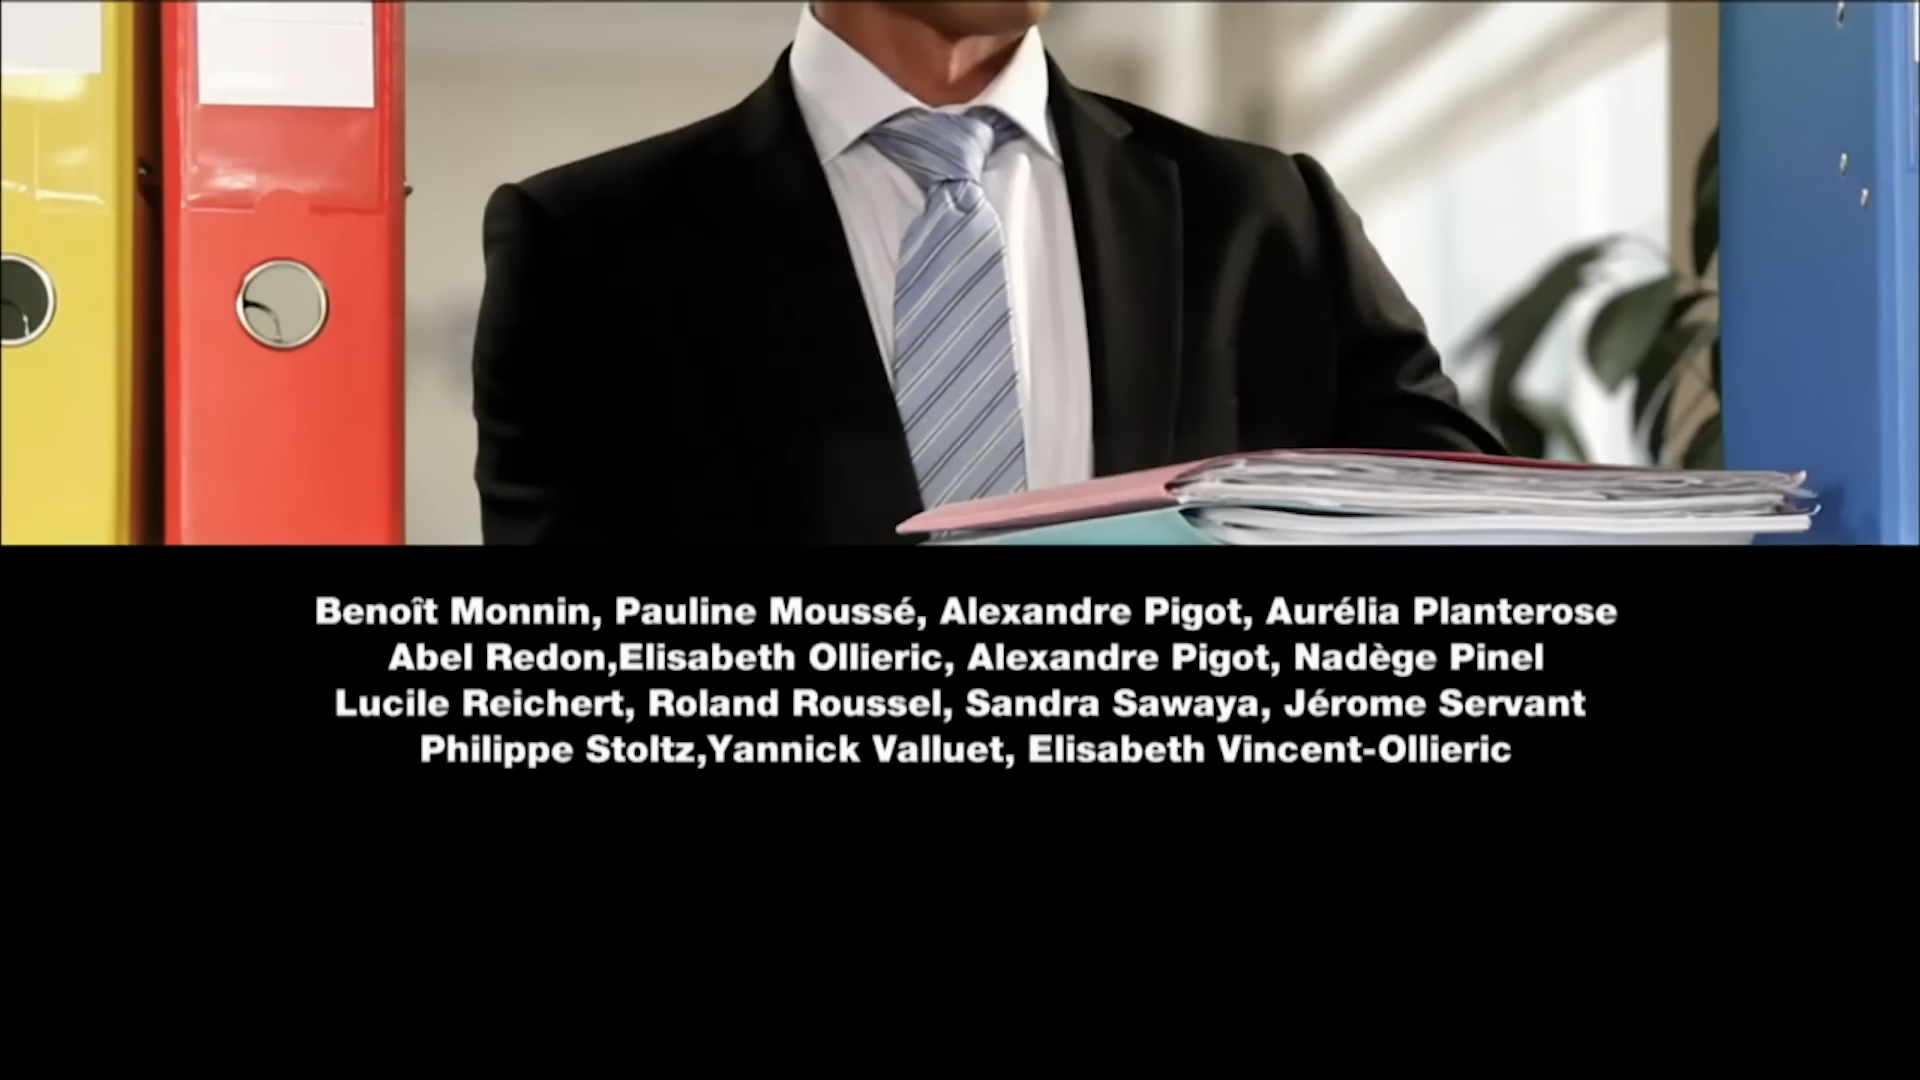 Benoît Monnin, Pauline Moussé, Alexandre Pigot, Aurélia Planterose
Abel Redon,Elisabeth Ollieric, Alexandre Pigot, Nadège Pinel
Lucile Reichert, Roland Roussel, Sandra Sawaya, Jérome Servant
Philippe Stoltz,Yannick Valluet, Elisabeth Vincent-Ollieric